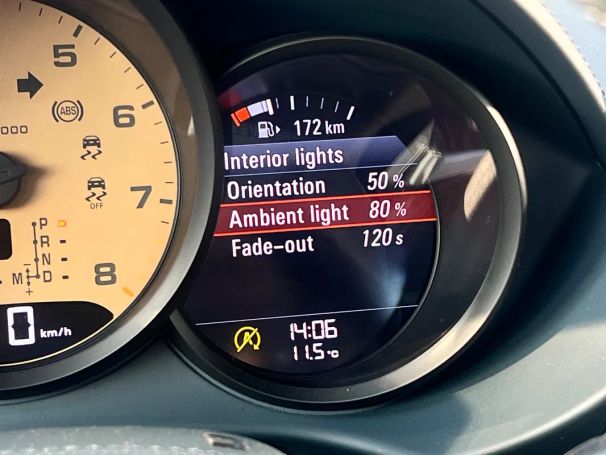 5
6
7
8
ABS
000
OFF
P
R
N
M D
- +
0 km/h
172 km
Interior lights
Orientation 50 %
Ambient light 80 %
Fade-out 120 s
A
14:06
11.5 °C